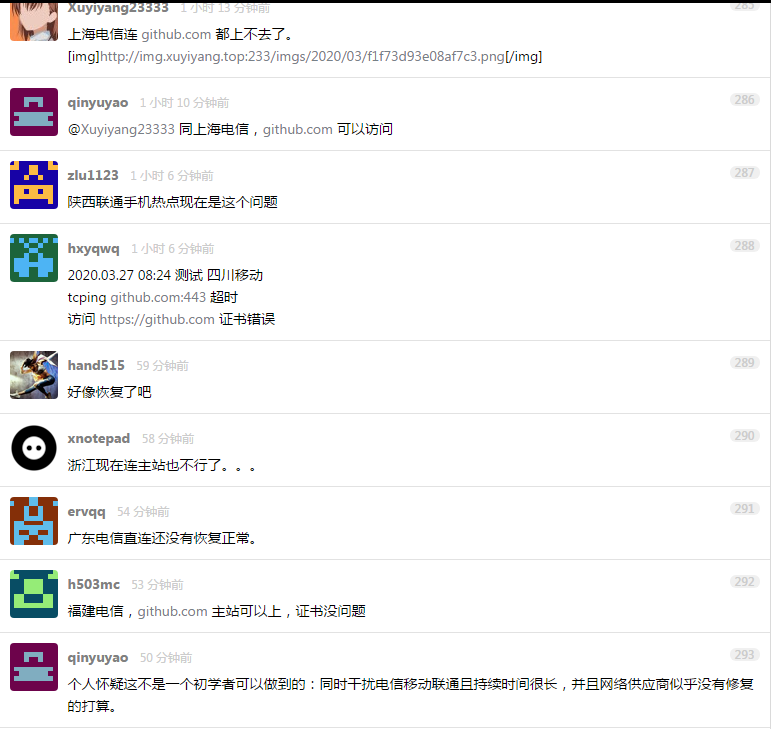 Xuyiyang23333 1 小时 13 分钟前 285
上海电信连 github.com 都上不去了。
[img]http://img.xuyiyang.top:233/imgs/2020/03/f1f73d93e08af7c3.png[/img]
qinyuyao 1 小时 10 分钟前 286
@Xuyiyang23333 同上海电信，github.com 可以访问
zlu1123 1 小时 6 分钟前 287
陕西联通手机热点现在是这个问题
hxyqwq 1 小时 6 分钟前 288
2020.03.27 08:24 测试 四川移动
tcping github.com:443 超时
访问 https://github.com 证书错误
hand515 59 分钟前 289
好像恢复了吧
xnotepad 58 分钟前 290
浙江现在连主站也不行了。。。
ervqq 54 分钟前 291
广东电信直连还没有恢复正常。
h503mc 53 分钟前 292
福建电信，github.com 主站可以上，证书没问题
qinyuyao 50 分钟前 293
个人怀疑这不是一个初学者可以做到的：同时干扰电信移动联通且持续时间很长，并且网络供应商似乎没有修复
的打算。